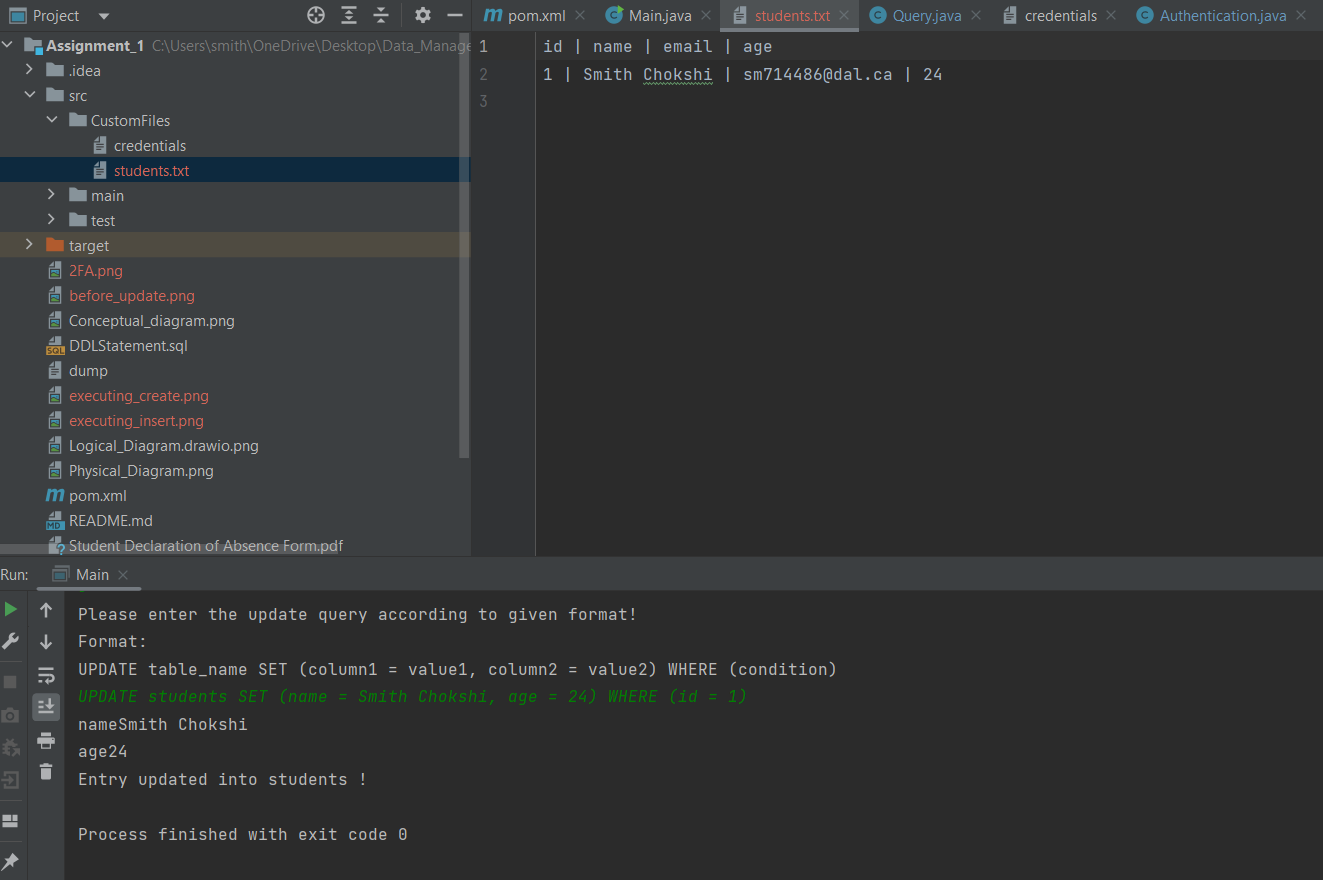 Project
pom.xml
Main.java
students.txt
Query.java
credentials
Authentication.java
Assignment_1 C:\Users\smith\OneDrive\Desktop\Data_Manage
.idea
src
CustomFiles
credentials
students.txt
main
test
target
2FA.png
before_update.png
Conceptual_diagram.png
DDLStatement.sql
dump
executing_create.png
executing_insert.png
Logical_Diagram.drawio.png
Physical_Diagram.png
pom.xml
README.md
Student Declaration of Absence Form.pdf
1 id | name | email | age
2 1 | Smith Chokshi | sm714486@dal.ca | 24
3
Run: Main
Please enter the update query according to given format!
Format:
UPDATE table_name SET (column1 = value1, column2 = value2) WHERE (condition)
UPDATE students SET (name = Smith Chokshi, age = 24) WHERE (id = 1)
nameSmith Chokshi
age24
Entry updated into students !
Process finished with exit code 0